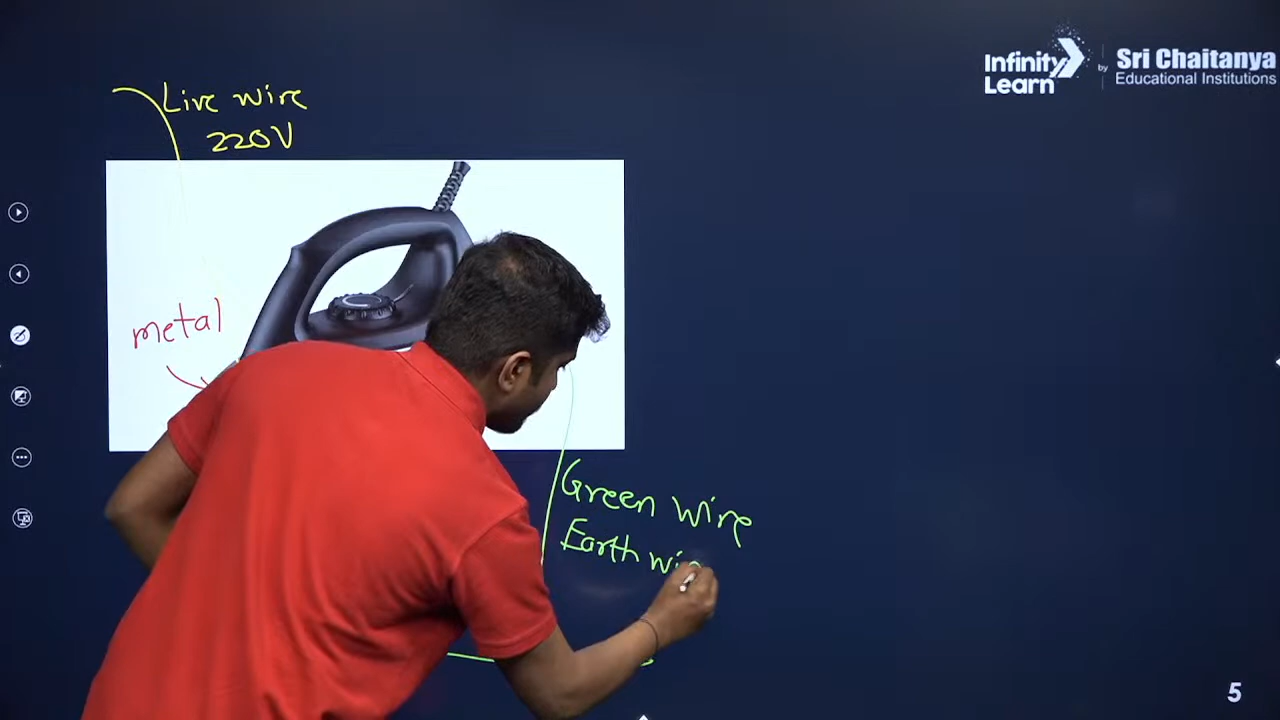 Infinity
Learn
by
Sri Chaitanya
Educational Institutions
Live wire
220V
metal
Green Wire
Earth
5